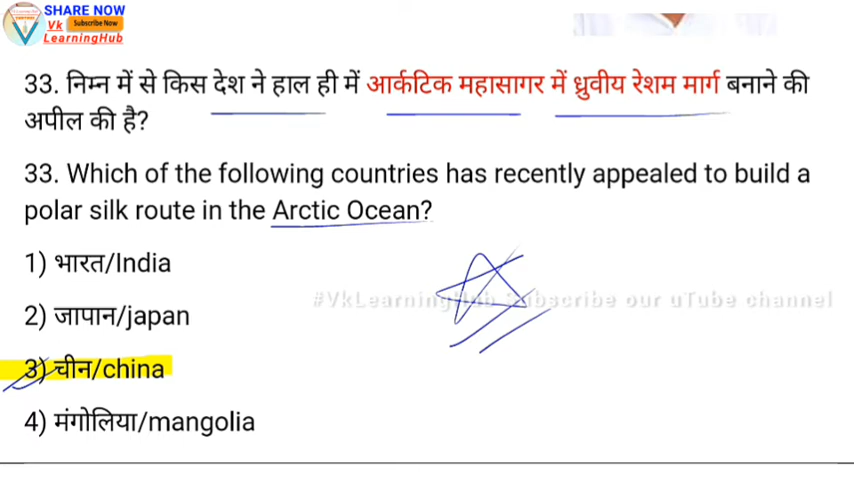 SHARE NOW
Vk Subscribe Now
LearningHub
33. निम्न में से किस देश ने हाल ही में आर्कटिक महासागर में ध्रुवीय रेशम मार्ग बनाने की
अपील की है?
33. Which of the following countries has recently appealed to build a
polar silk route in the Arctic Ocean?
1) भारत/India
#VkLearningHub Subscribe our uTube channel
2) जापान/japan
3) चीन/china
4) मंगोलिया/mangolia